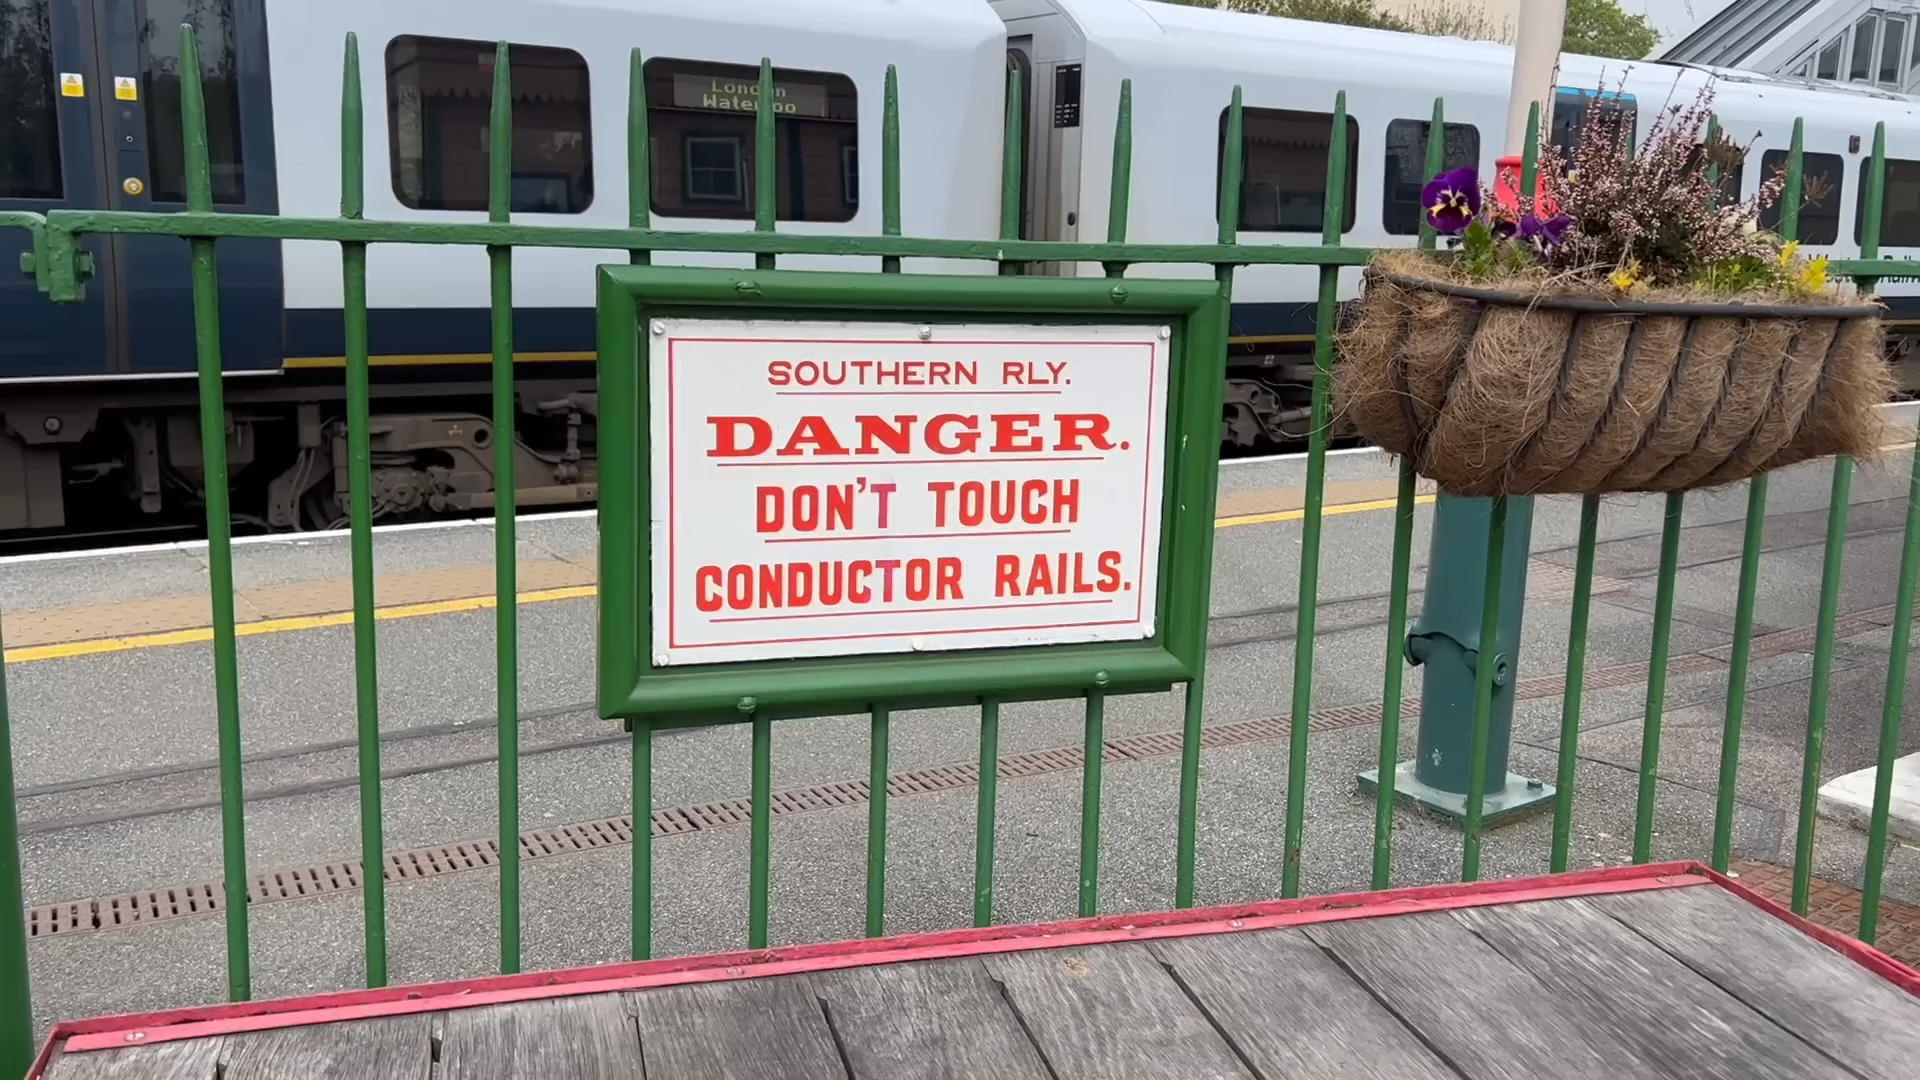 London
Waterloo
SOUTHERN RLY.
DANGER.
DON'T TOUCH
CONDUCTOR RAILS.